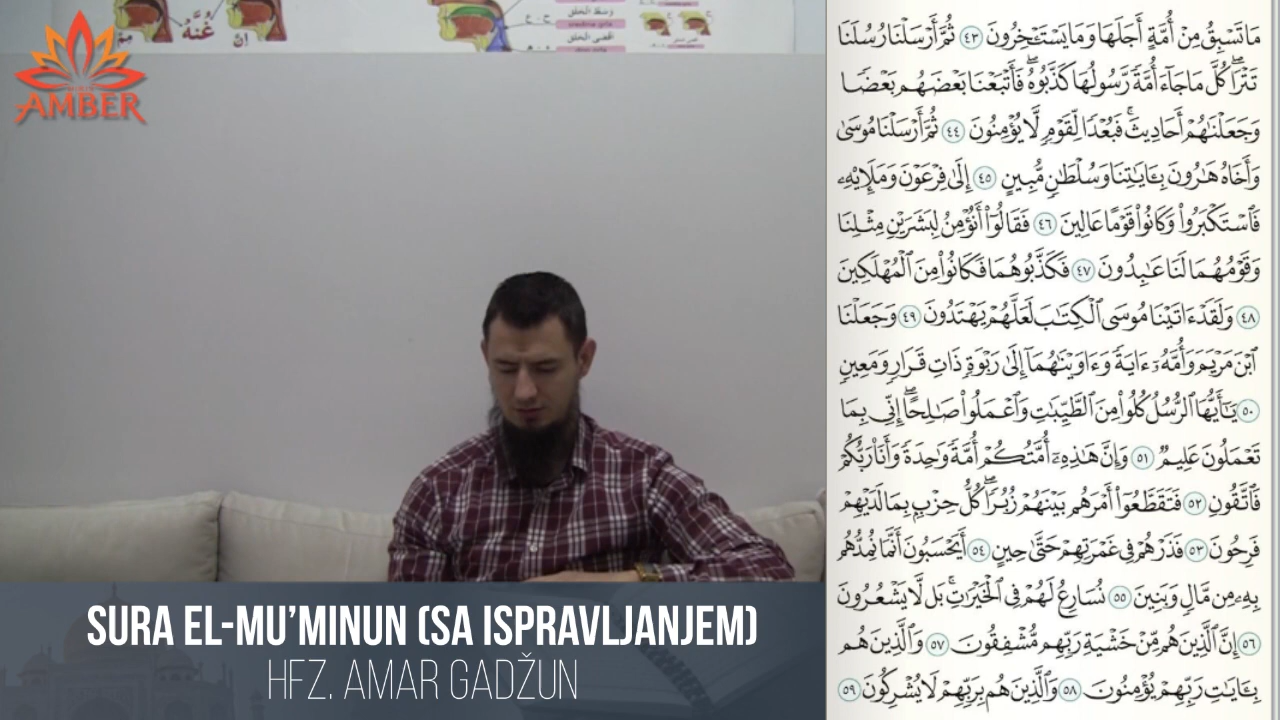 غُنَّه
إِنَّ
AMBER
مَا تَسْبِقُ مِنْ أُمَّةٍ أَجَلَهَا وَمَا يَسْتَـْٔخِرُونَ ٤٣ ثُمَّ أَرْسَلْنَا رُسُلَنَا
تَتْرَاۖ كُلَّ مَا جَآءَ أُمَّةً رَّسُولُهَا كَذَّبُوهُۖ فَأَتْبَعْنَا بَعْضَهُم بَعْضًا
وَجَعَلْنَٰهُمْ أَحَادِيثَۚ فَبُعْدًا لِّقَوْمٍ لَّا يُؤْمِنُونَ ٤٤ ثُمَّ أَرْسَلْنَا مُوسَىٰ
وَأَخَاهُ هَٰرُونَ بِـَٔايَٰتِنَا وَسُلْطَٰنٍ مُّبِينٍ ٤٥ إِلَىٰ فِرْعَوْنَ وَمَلَإِيْهِۦ
فَٱسْتَكْبَرُوا۟ وَكَانُوا۟ قَوْمًا عَالِينَ ٤٦ فَقَالُوٓا۟ أَنُؤْمِنُ لِبَشَرَيْنِ مِثْلِنَا
وَقَوْمُهُمَا لَنَا عَٰبِدُونَ ٤٧ فَكَذَّبُوهُمَا فَكَانُوا۟ مِنَ ٱلْمُهْلَكِينَ
٤٨ وَلَقَدْ ءَاتَيْنَا مُوسَى ٱلْكِتَٰبَ لَعَلَّهُمْ يَهْتَدُونَ ٤٩ وَجَعَلْنَا
ٱبْنَ مَرْيَمَ وَأُمَّهُۥٓ ءَايَةً وَءَاوَيْنَٰهُمَآ إِلَىٰ رَبْوَةٍ ذَاتِ قَرَارٍ وَمَعِينٍ
٥٠ يَٰٓأَيُّهَا ٱلرُّسُلُ كُلُوا۟ مِنَ ٱلطَّيِّبَٰتِ وَٱعْمَلُوا۟ صَٰلِحًاۖ إِنِّى بِمَا
تَعْمَلُونَ عَلِيمٌ ٥١ وَإِنَّ هَٰذِهِۦٓ أُمَّتُكُمْ أُمَّةً وَٰحِدَةً وَأَنَا۠ رَبُّكُمْ
فَٱتَّقُونِ ٥٢ فَتَقَطَّعُوٓا۟ أَمْرَهُم بَيْنَهُمْ زُبُرًاۖ كُلُّ حِزْبٍۭ بِمَا لَدَيْهِمْ
فَرِحُونَ ٥٣ فَذَرْهُمْ فِى غَمْرَتِهِمْ حَتَّىٰ حِينٍ ٥٤ أَيَحْسَبُونَ أَنَّمَا نُمِدُّهُم
بِهِۦ مِن مَّالٍ وَبَنِينَ ٥٥ نُسَارِعُ لَهُمْ فِى ٱلْخَيْرَٰتِۚ بَل لَّا يَشْعُرُونَ
٥٦ إِنَّ ٱلَّذِينَ هُم مِّنْ خَشْيَةِ رَبِّهِم مُّشْفِقُونَ ٥٧ وَٱلَّذِينَ هُم
بِـَٔايَٰتِ رَبِّهِمْ يُؤْمِنُونَ ٥٨ وَٱلَّذِينَ هُم بِرَبِّهِمْ لَا يُشْرِكُونَ ٥٩
SURA EL-MU’MINUN (SA ISPRAVLJANJEM)
HFZ. AMAR GADŽUN